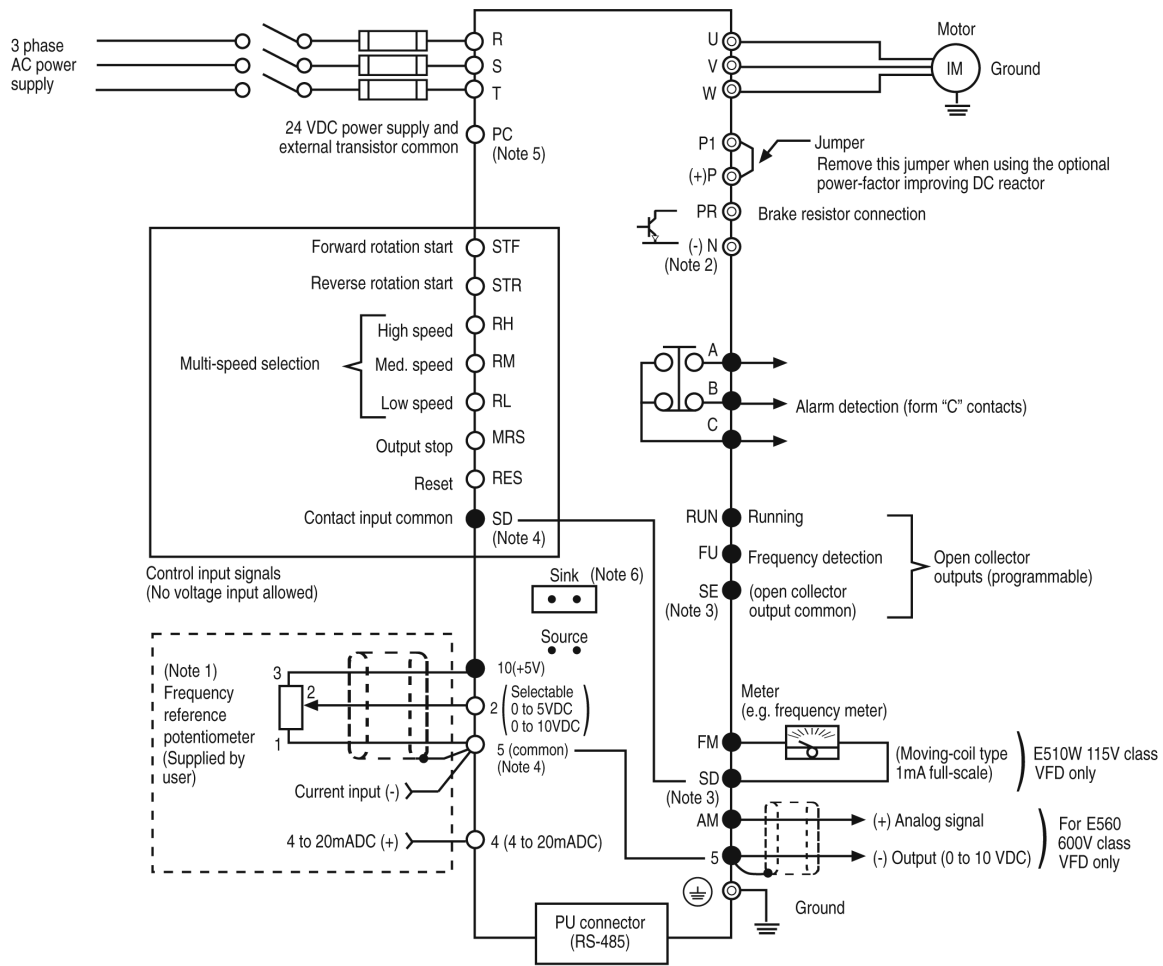 3 phase
AC power
supply
R
S
T
24 VDC power supply and
external transistor common
PC
(Note 5)
U
V
W
Motor
IM
Ground
P1
(+)P
Jumper
Remove this jumper when using the optional
power-factor improving DC reactor
PR
Brake resistor connection
(-) N
(Note 2)
Forward rotation start
STF
Reverse rotation start
STR
Multi-speed selection
High speed
RH
Med. speed
RM
Low speed
RL
Output stop
MRS
Reset
RES
Contact input common
SD
(Note 4)
Control input signals
(No voltage input allowed)
A
B
C
Alarm detection (form “C” contacts)
RUN
Running
FU
Frequency detection
SE
(Note 3)
(open collector
output common)
Open collector
outputs (programmable)
Sink
(Note 6)
Source
(Note 1)
Frequency
reference
potentiometer
(Supplied by
user)
3
2
1
10(+5V)
2
Selectable
0 to 5VDC
0 to 10VDC
5 (common)
(Note 4)
Current input (-)
4 to 20mADC (+)
4 (4 to 20mADC)
Meter
(e.g. frequency meter)
FM
SD
(Note 3)
(Moving-coil type
1mA full-scale)
E510W 115V class
VFD only
AM
(+) Analog signal
5
(-) Output (0 to 10 VDC)
For E560
600V class
VFD only
Ground
PU connector
(RS-485)